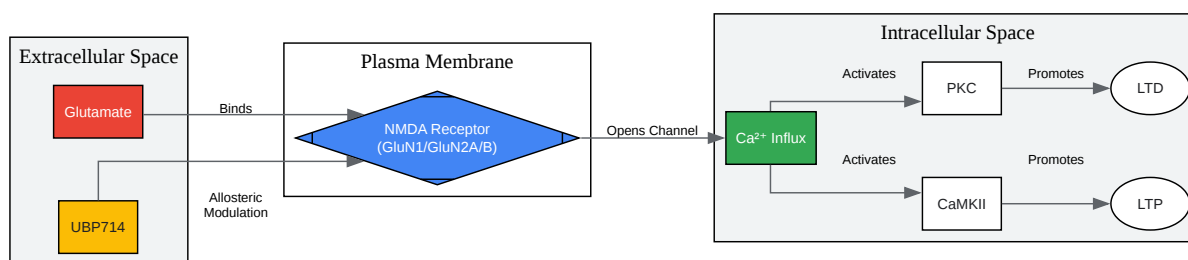 Extracellular Space
Glutamate
UBP714
Binds
Allosteric
Modulation
Plasma Membrane
NMDA Receptor
(GluN1/GluN2A/B)
Opens Channel
Intracellular Space
Ca²⁺ Influx
Activates
PKC
Promotes
LTD
Activates
CaMKII
Promotes
LTP